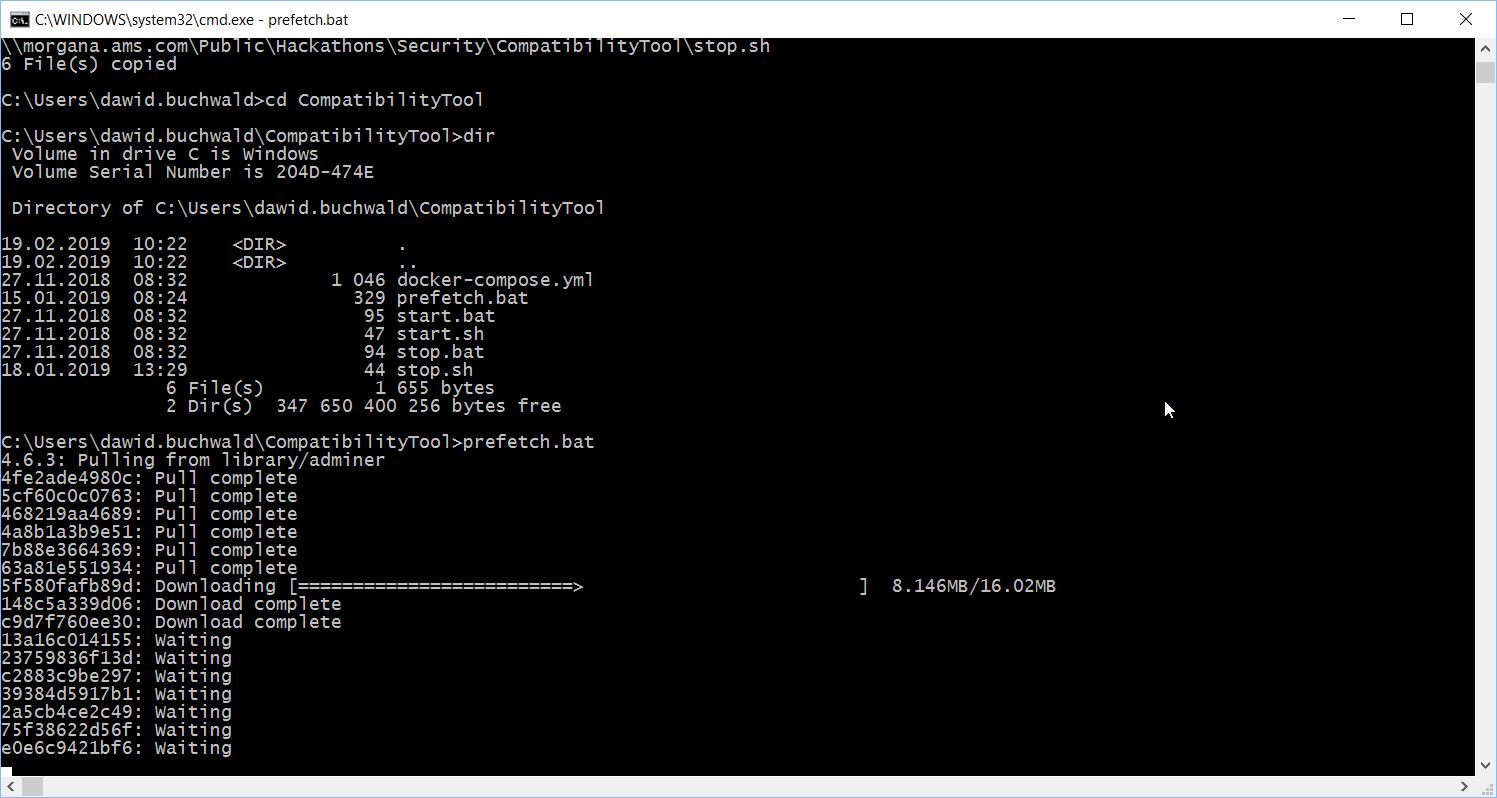 C:\WINDOWS\system32\cmd.exe - prefetch.bat
\\morgana.ams.com\Public\Hackathons\Security\CompatibilityTool\stop.sh
6 File(s) copied
C:\Users\dawid.buchwald>cd CompatibilityTool
C:\Users\dawid.buchwald\CompatibilityTool>dir
Volume in drive C is Windows
Volume Serial Number is 204D-474E
Directory of C:\Users\dawid.buchwald\CompatibilityTool
19.02.2019  10:22    <DIR>          .
19.02.2019  10:22    <DIR>          ..
27.11.2018  08:32             1 046 docker-compose.yml
15.01.2019  08:24               329 prefetch.bat
27.11.2018  08:32                95 start.bat
27.11.2018  08:32                47 start.sh
27.11.2018  08:32                94 stop.bat
18.01.2019  13:29                44 stop.sh
6 File(s)          1 655 bytes
2 Dir(s)  347 650 400 256 bytes free
C:\Users\dawid.buchwald\CompatibilityTool>prefetch.bat
4.6.3: Pulling from library/adminer
4fe2ade4980c: Pull complete
5cf60c0c0763: Pull complete
468219aa4689: Pull complete
4a8b1a3b9e51: Pull complete
7b88e3664369: Pull complete
63a81e551934: Pull complete
5f580fafb89d: Downloading [=========================>                         ]  8.146MB/16.02MB
148c5a339d06: Download complete
c9d7f760ee30: Download complete
13a16c014155: Waiting
23759836f13d: Waiting
c2883c9be297: Waiting
39384d5917b1: Waiting
2a5cb4ce2c49: Waiting
75f38622d56f: Waiting
e0e6c9421bf6: Waiting